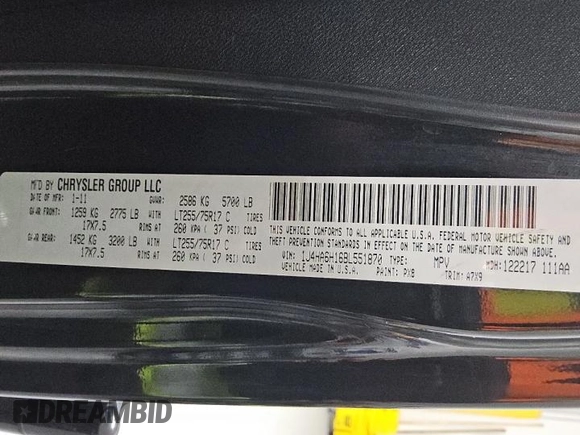 MFD BY CHRYSLER GROUP LLC
DATE OF MFR: 1-11 GVWR: 2586 KG 5700 LB
GAWR FRONT: 1259 KG 2775 LB WITH LT255/75R17 C TIRES
17X7.5 RIMS AT 260 KPA ( 37 PSI) COLD
GAWR REAR: 1452 KG 3200 LB WITH LT255/75R17 C TIRES
17X7.5 RIMS AT 260 KPA ( 37 PSI) COLD
THIS VEHICLE CONFORMS TO ALL APPLICABLE U.S.A. FEDERAL MOTOR VEHICLE SAFETY AND
THEFT PREVENTION STANDARDS IN EFFECT ON THE DATE OF MANUFACTURE SHOWN ABOVE
VIN: 1J4HA6H16BL551870 TYPE: MPV MDH: 122217 111AA
VEHICLE MADE IN U.S.A. PAINT: PX8 TRIM: A7X9
DREAMBID